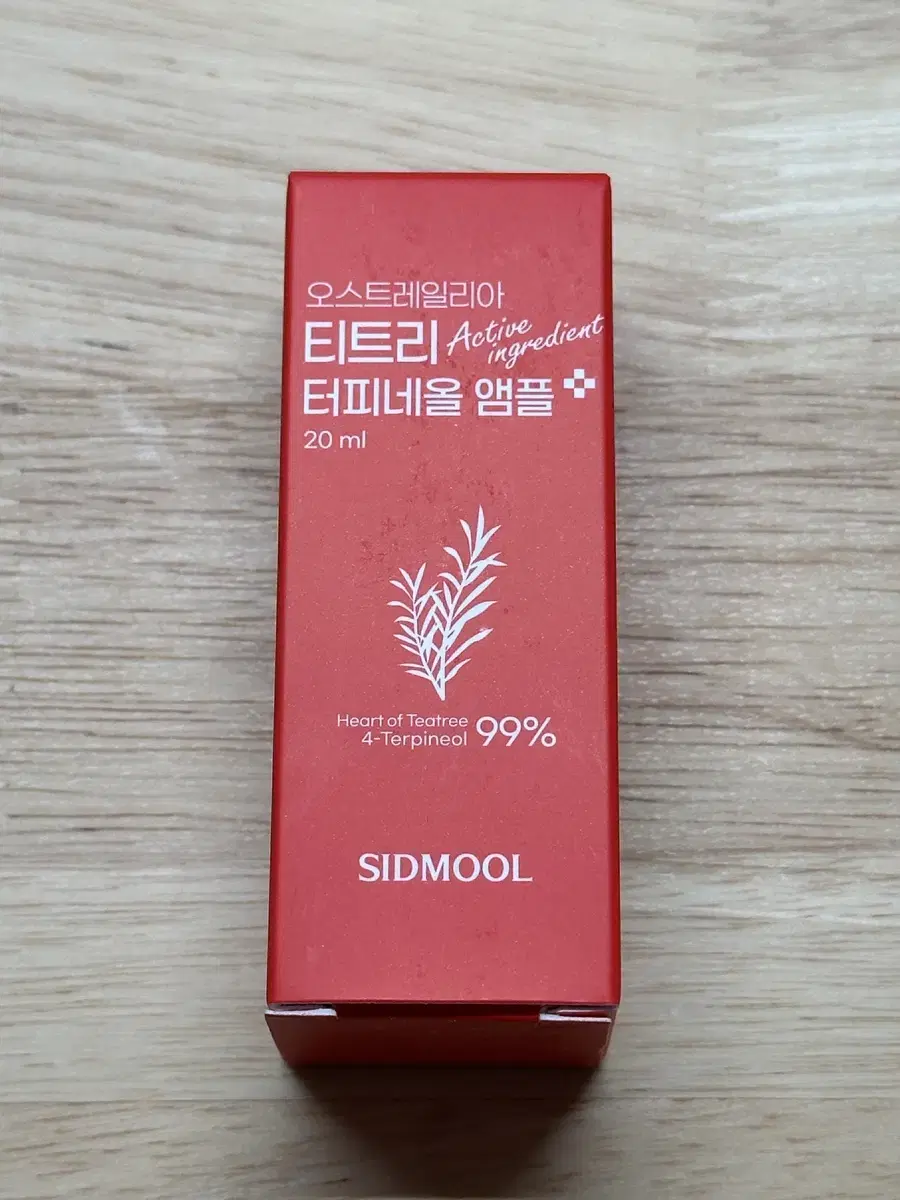 오스트레일리아
티트리 Active ingredient
터피네올 앰플
20 ml
Heart of Teatree
4-Terpineol 99%
SIDMOOL